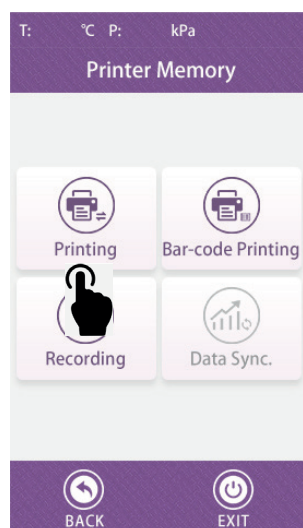 T: ℃ P: kPa
Printer Memory
Printing Bar-code Printing
Recording Data Sync.
BACK EXIT